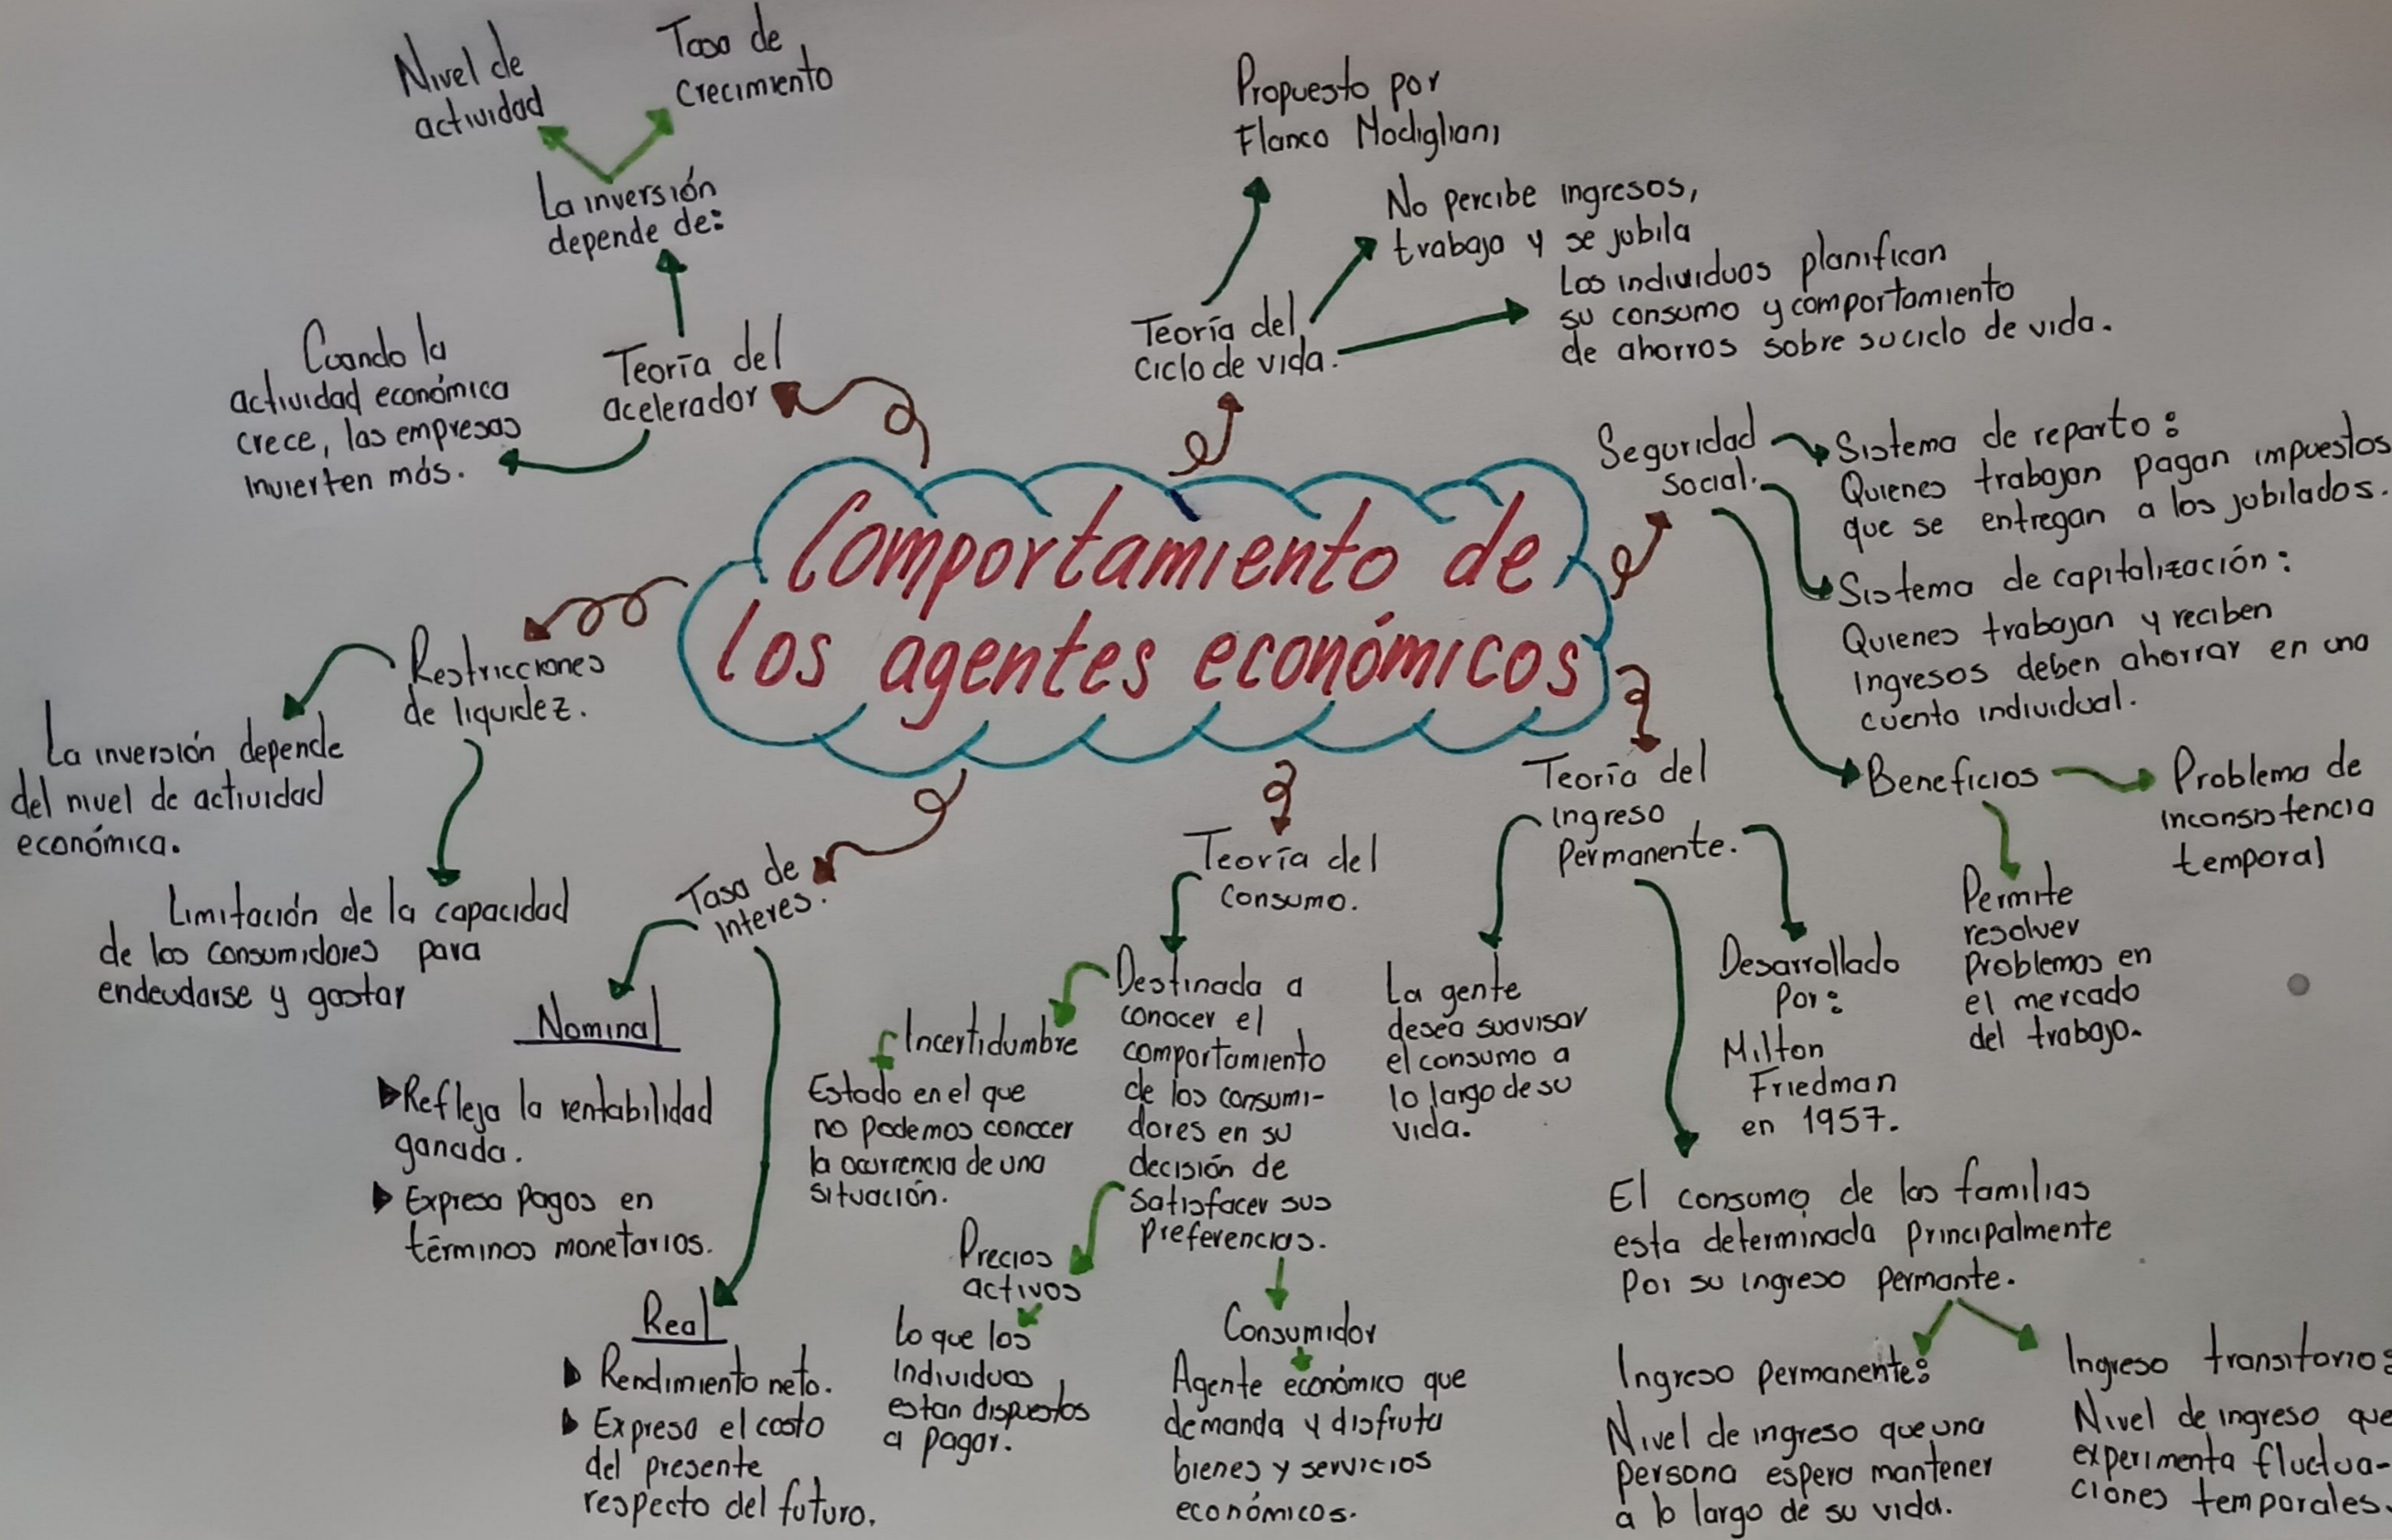 Comportamiento de
los agentes económicos
Teoría del
acelerador
La inversión
depende de:
Nivel de
actividad
Tasa de
crecimiento
Cuando la
actividad económica
crece, las empresas
invierten más.
Teoría del
ciclo de vida.
Propuesto por
Flanco Modigliani
No percibe ingresos,
trabaja y se jubila
Los individuos planifican
su consumo y comportamiento
de ahorros sobre su ciclo de vida.
Seguridad
social.
Sistema de reparto:
Quienes trabajan pagan impuestos
que se entregan a los jubilados.
Sistema de capitalización:
Quienes trabajan y reciben
ingresos deben ahorrar en una
cuenta individual.
Beneficios
Problema de
inconsistencia
temporal
Permite
resolver
problemas en
el mercado
del trabajo.
Teoría del
ingreso
permanente.
La gente
desea suavisar
el consumo a
lo largo de su
vida.
Desarrollado
por:
Milton
Friedman
en 1957.
El consumo de las familias
esta determinada principalmente
por su ingreso permante.
Ingreso permanente:
Nivel de ingreso que una
persona espera mantener
a lo largo de su vida.
Ingreso transitorio:
Nivel de ingreso que
experimenta fluctua-
ciones temporales.
Teoría del
consumo.
Destinada a
conocer el
comportamiento
de los consumi-
dores en su
decisión de
satisfacer sus
preferencias.
Incertidumbre
Estado en el que
no podemos conocer
la ocurrencia de una
situación.
Precios
activos
Lo que los
individuos
estan dispuestos
a pagar.
Consumidor
Agente económico que
demanda y disfruta
bienes y servicios
económicos.
Tasa de
interes.
Nominal
Refleja la rentabilidad
ganada.
Expresa pagos en
términos monetarios.
Real
Rendimiento neto.
Expresa el costo
del presente
respecto del futuro.
Restricciones
de liquidez.
La inversión depende
del nivel de actividad
económica.
Limitación de la capacidad
de los consumidores para
endeudarse y gastar